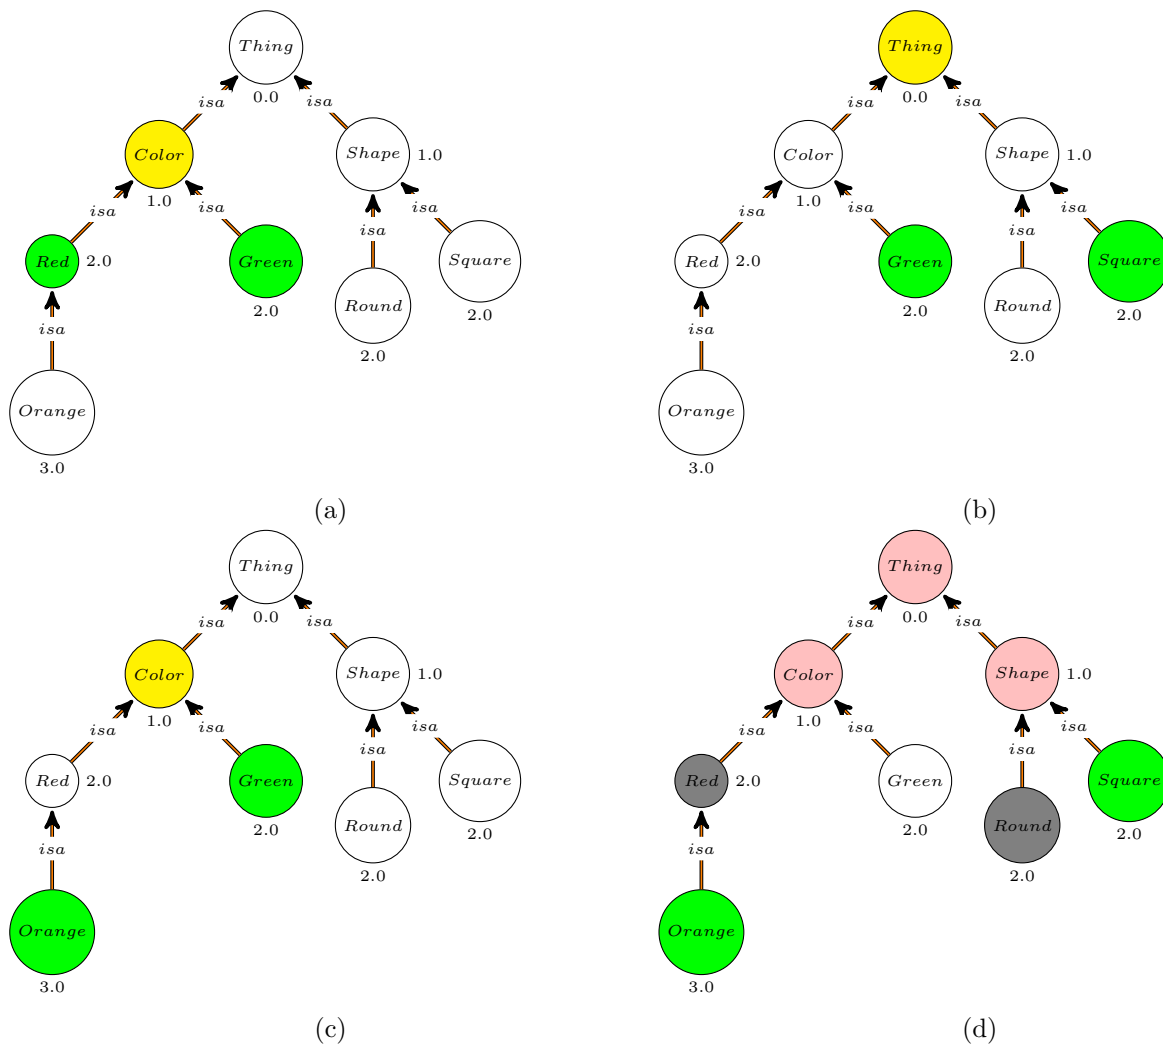 Thing
0.0
isa
isa
Color
1.0
Shape
1.0
isa
isa
isa
isa
Red
2.0
Green
2.0
Round
2.0
Square
2.0
isa
Orange
3.0
(a)
Thing
0.0
isa
isa
Color
1.0
Shape
1.0
isa
isa
isa
isa
Red
2.0
Green
2.0
Round
2.0
Square
2.0
isa
Orange
3.0
(b)
Thing
0.0
isa
isa
Color
1.0
Shape
1.0
isa
isa
isa
isa
Red
2.0
Green
2.0
Round
2.0
Square
2.0
isa
Orange
3.0
(c)
Thing
0.0
isa
isa
Color
1.0
Shape
1.0
isa
isa
isa
isa
Red
2.0
Green
2.0
Round
2.0
Square
2.0
isa
Orange
3.0
(d)